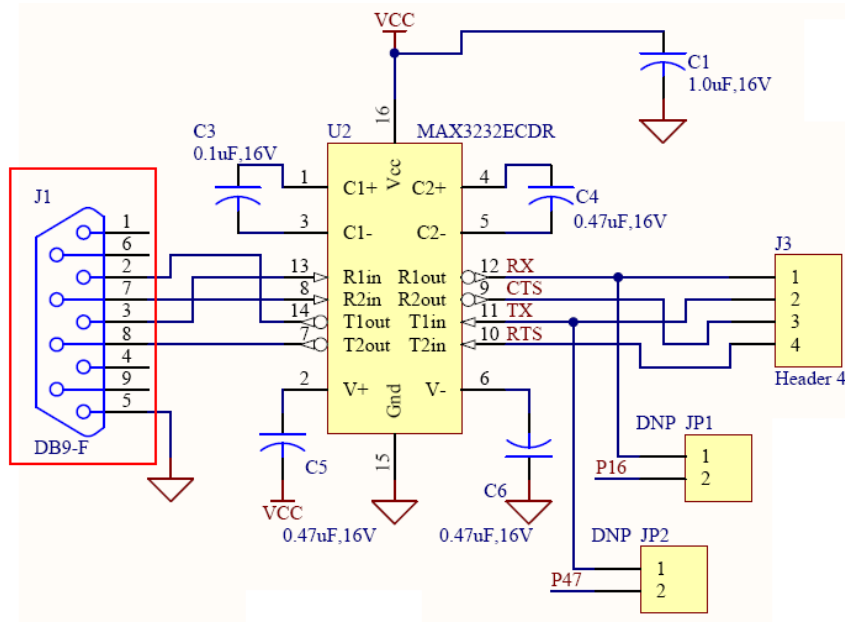 VCC
C1
1.0uF,16V
16
U2
MAX3232ECDR
C3
0.1uF,16V
Vcc
1
C1+
C2+
4
C4
0.47uF,16V
3
C1-
C2-
5
J1
1
6
2
7
3
8
4
9
5
DB9-F
13
R1in
R1out
12
RX
8
R2in
R2out
9
CTS
14
T1out
T1in
11
TX
7
T2out
T2in
10
RTS
J3
1
2
3
4
Header 4
2
V+
Gnd
V-
6
15
C5
VCC
0.47uF,16V
C6
0.47uF,16V
DNP JP1
1
P16
2
DNP JP2
1
P47
2